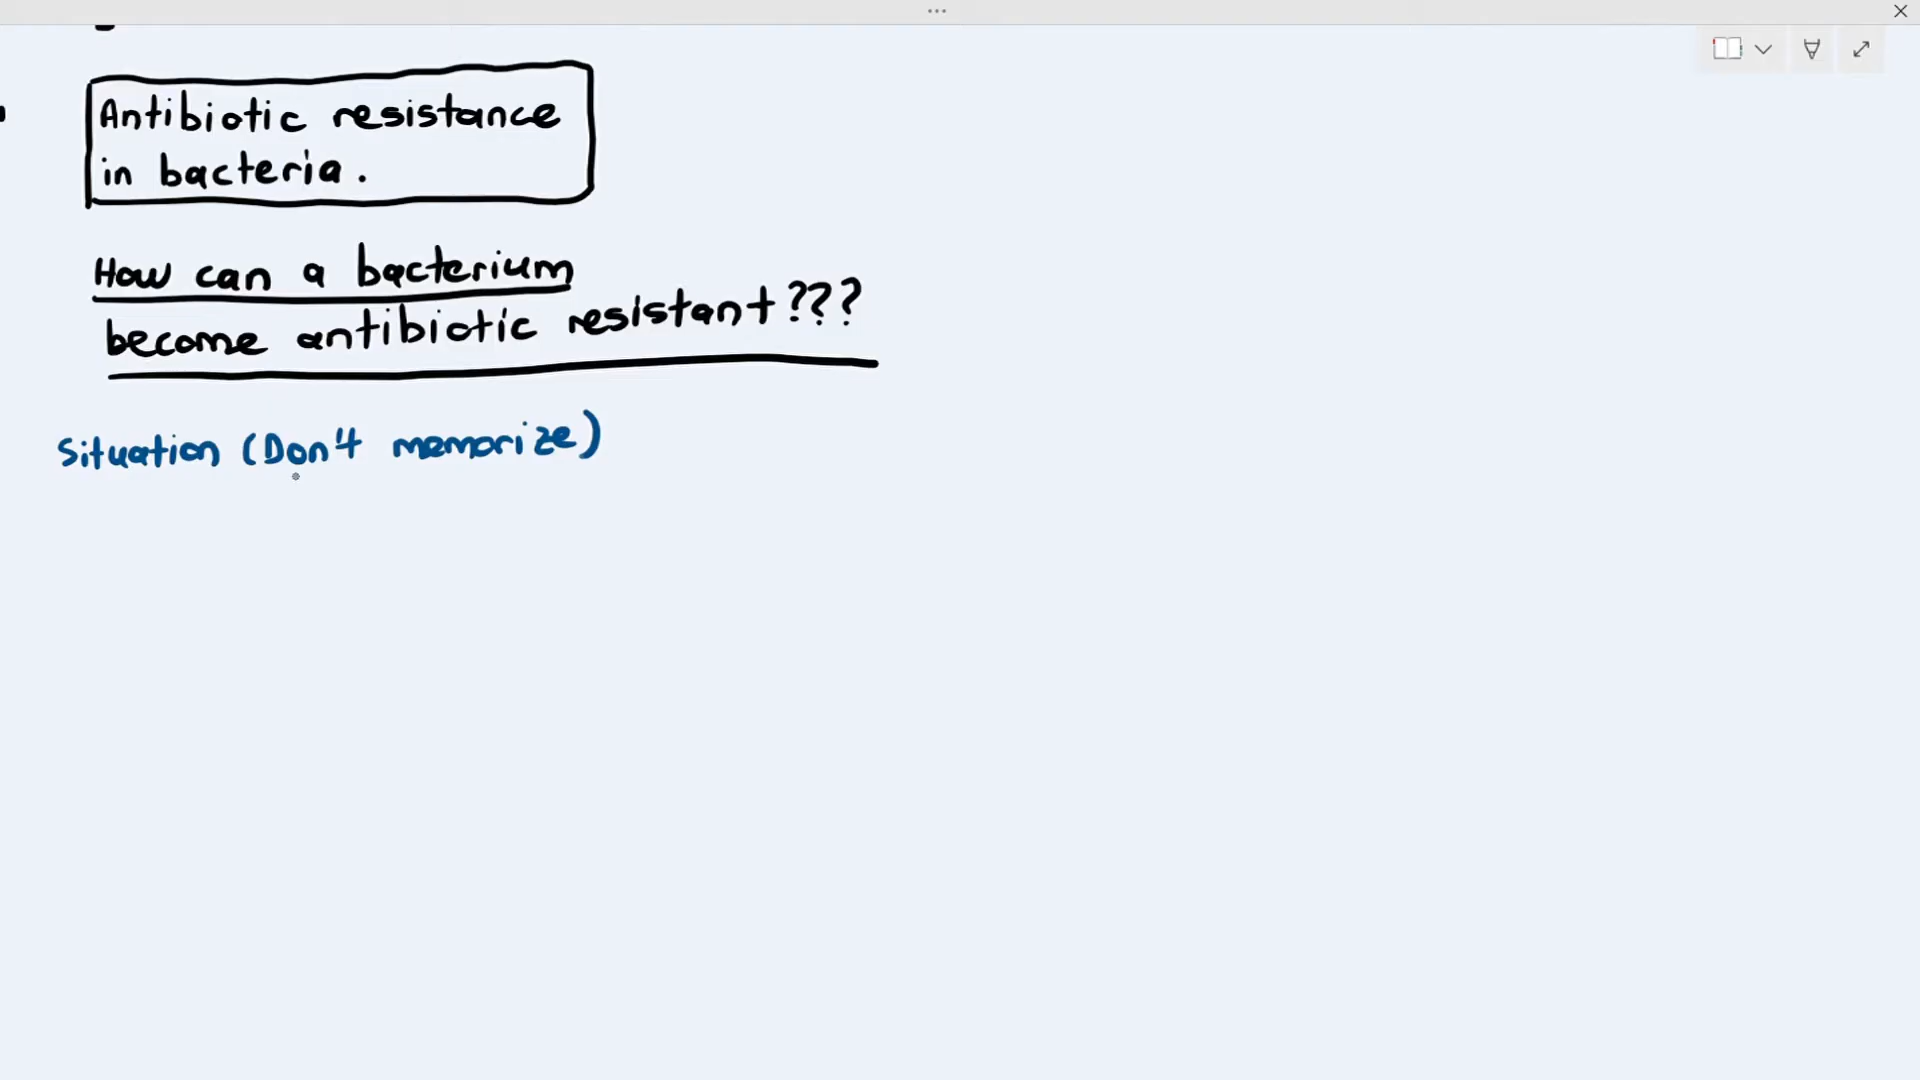 Antibiotic resistance
in bacteria.
How can a bacterium
become antibiotic resistant???
Situation (Don't memorize)